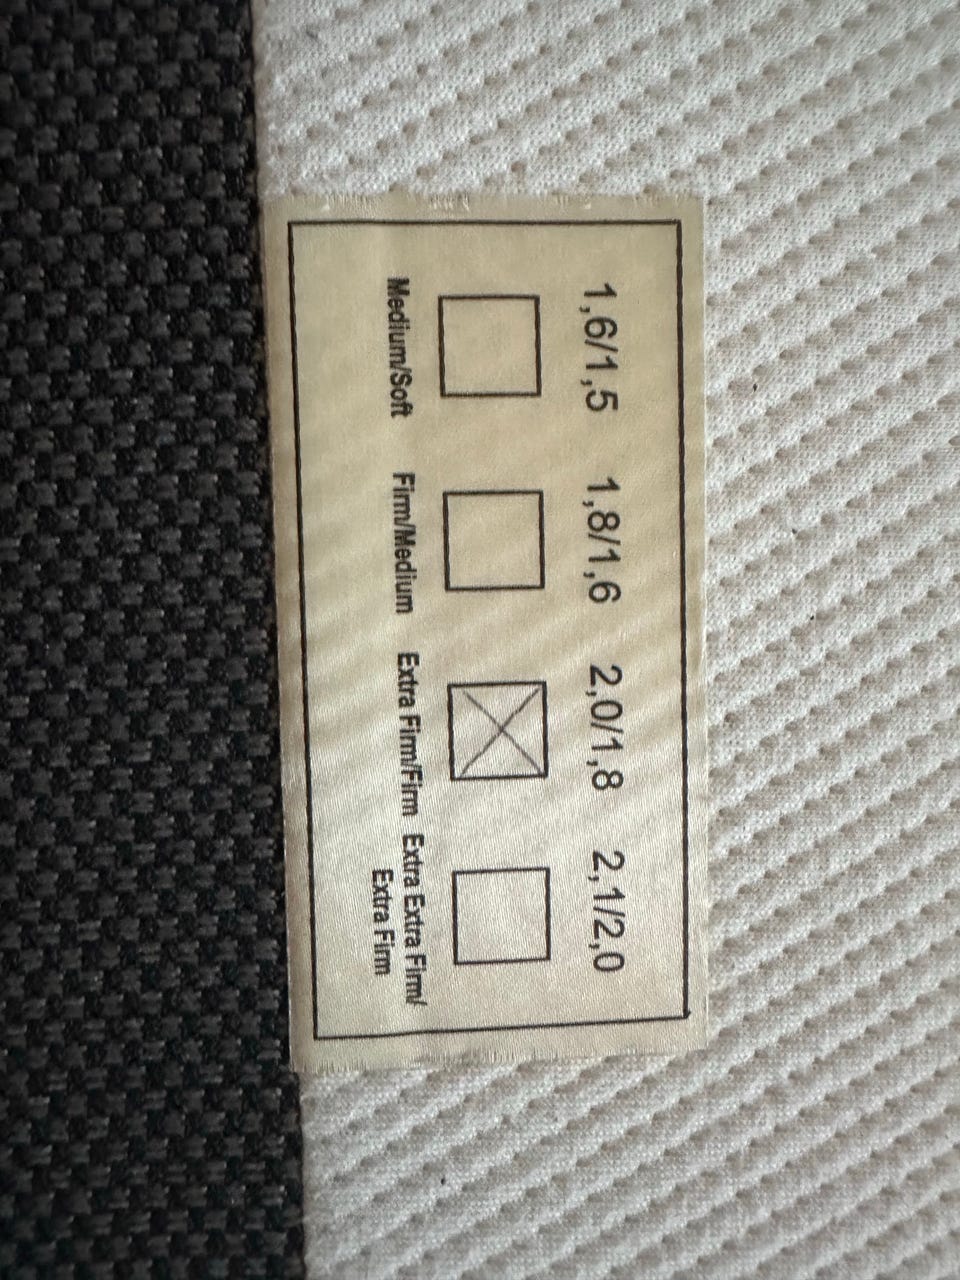 1,6/1,5 1,8/1,6 2,0/1,8 2,1/2,0
Medium/Soft Firm/Medium Extra Firm/Firm Extra Extra Firm/
Extra Firm